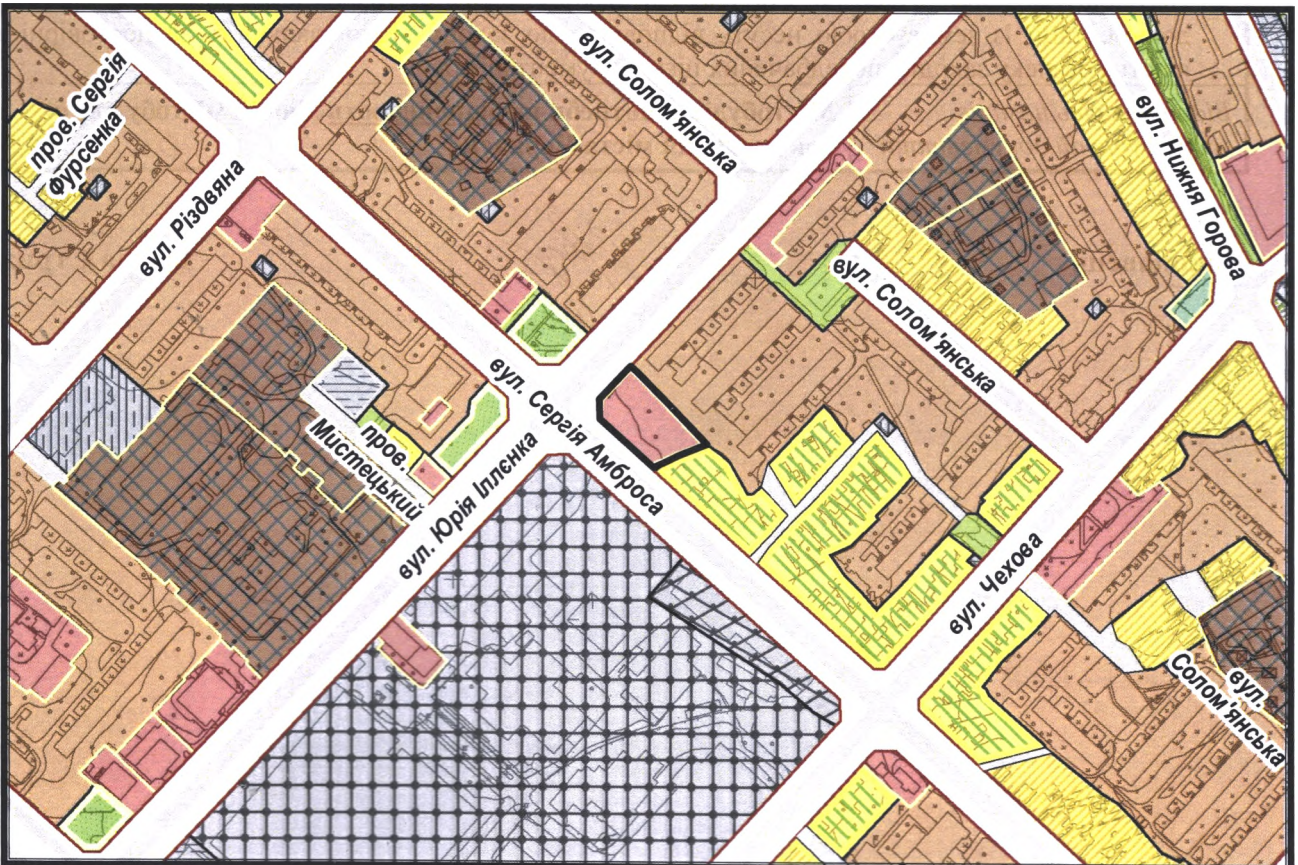 вул. Солом'янська
пров. Сергія
Фурсенка
вул. Різдвяна
вул. Нижня Горова
вул. Солом'янська
вул. Сергія Амброса
пров.
Мистецький
вул. Юрія Іллєнка
вул. Чехова
вул.
Солом'янська